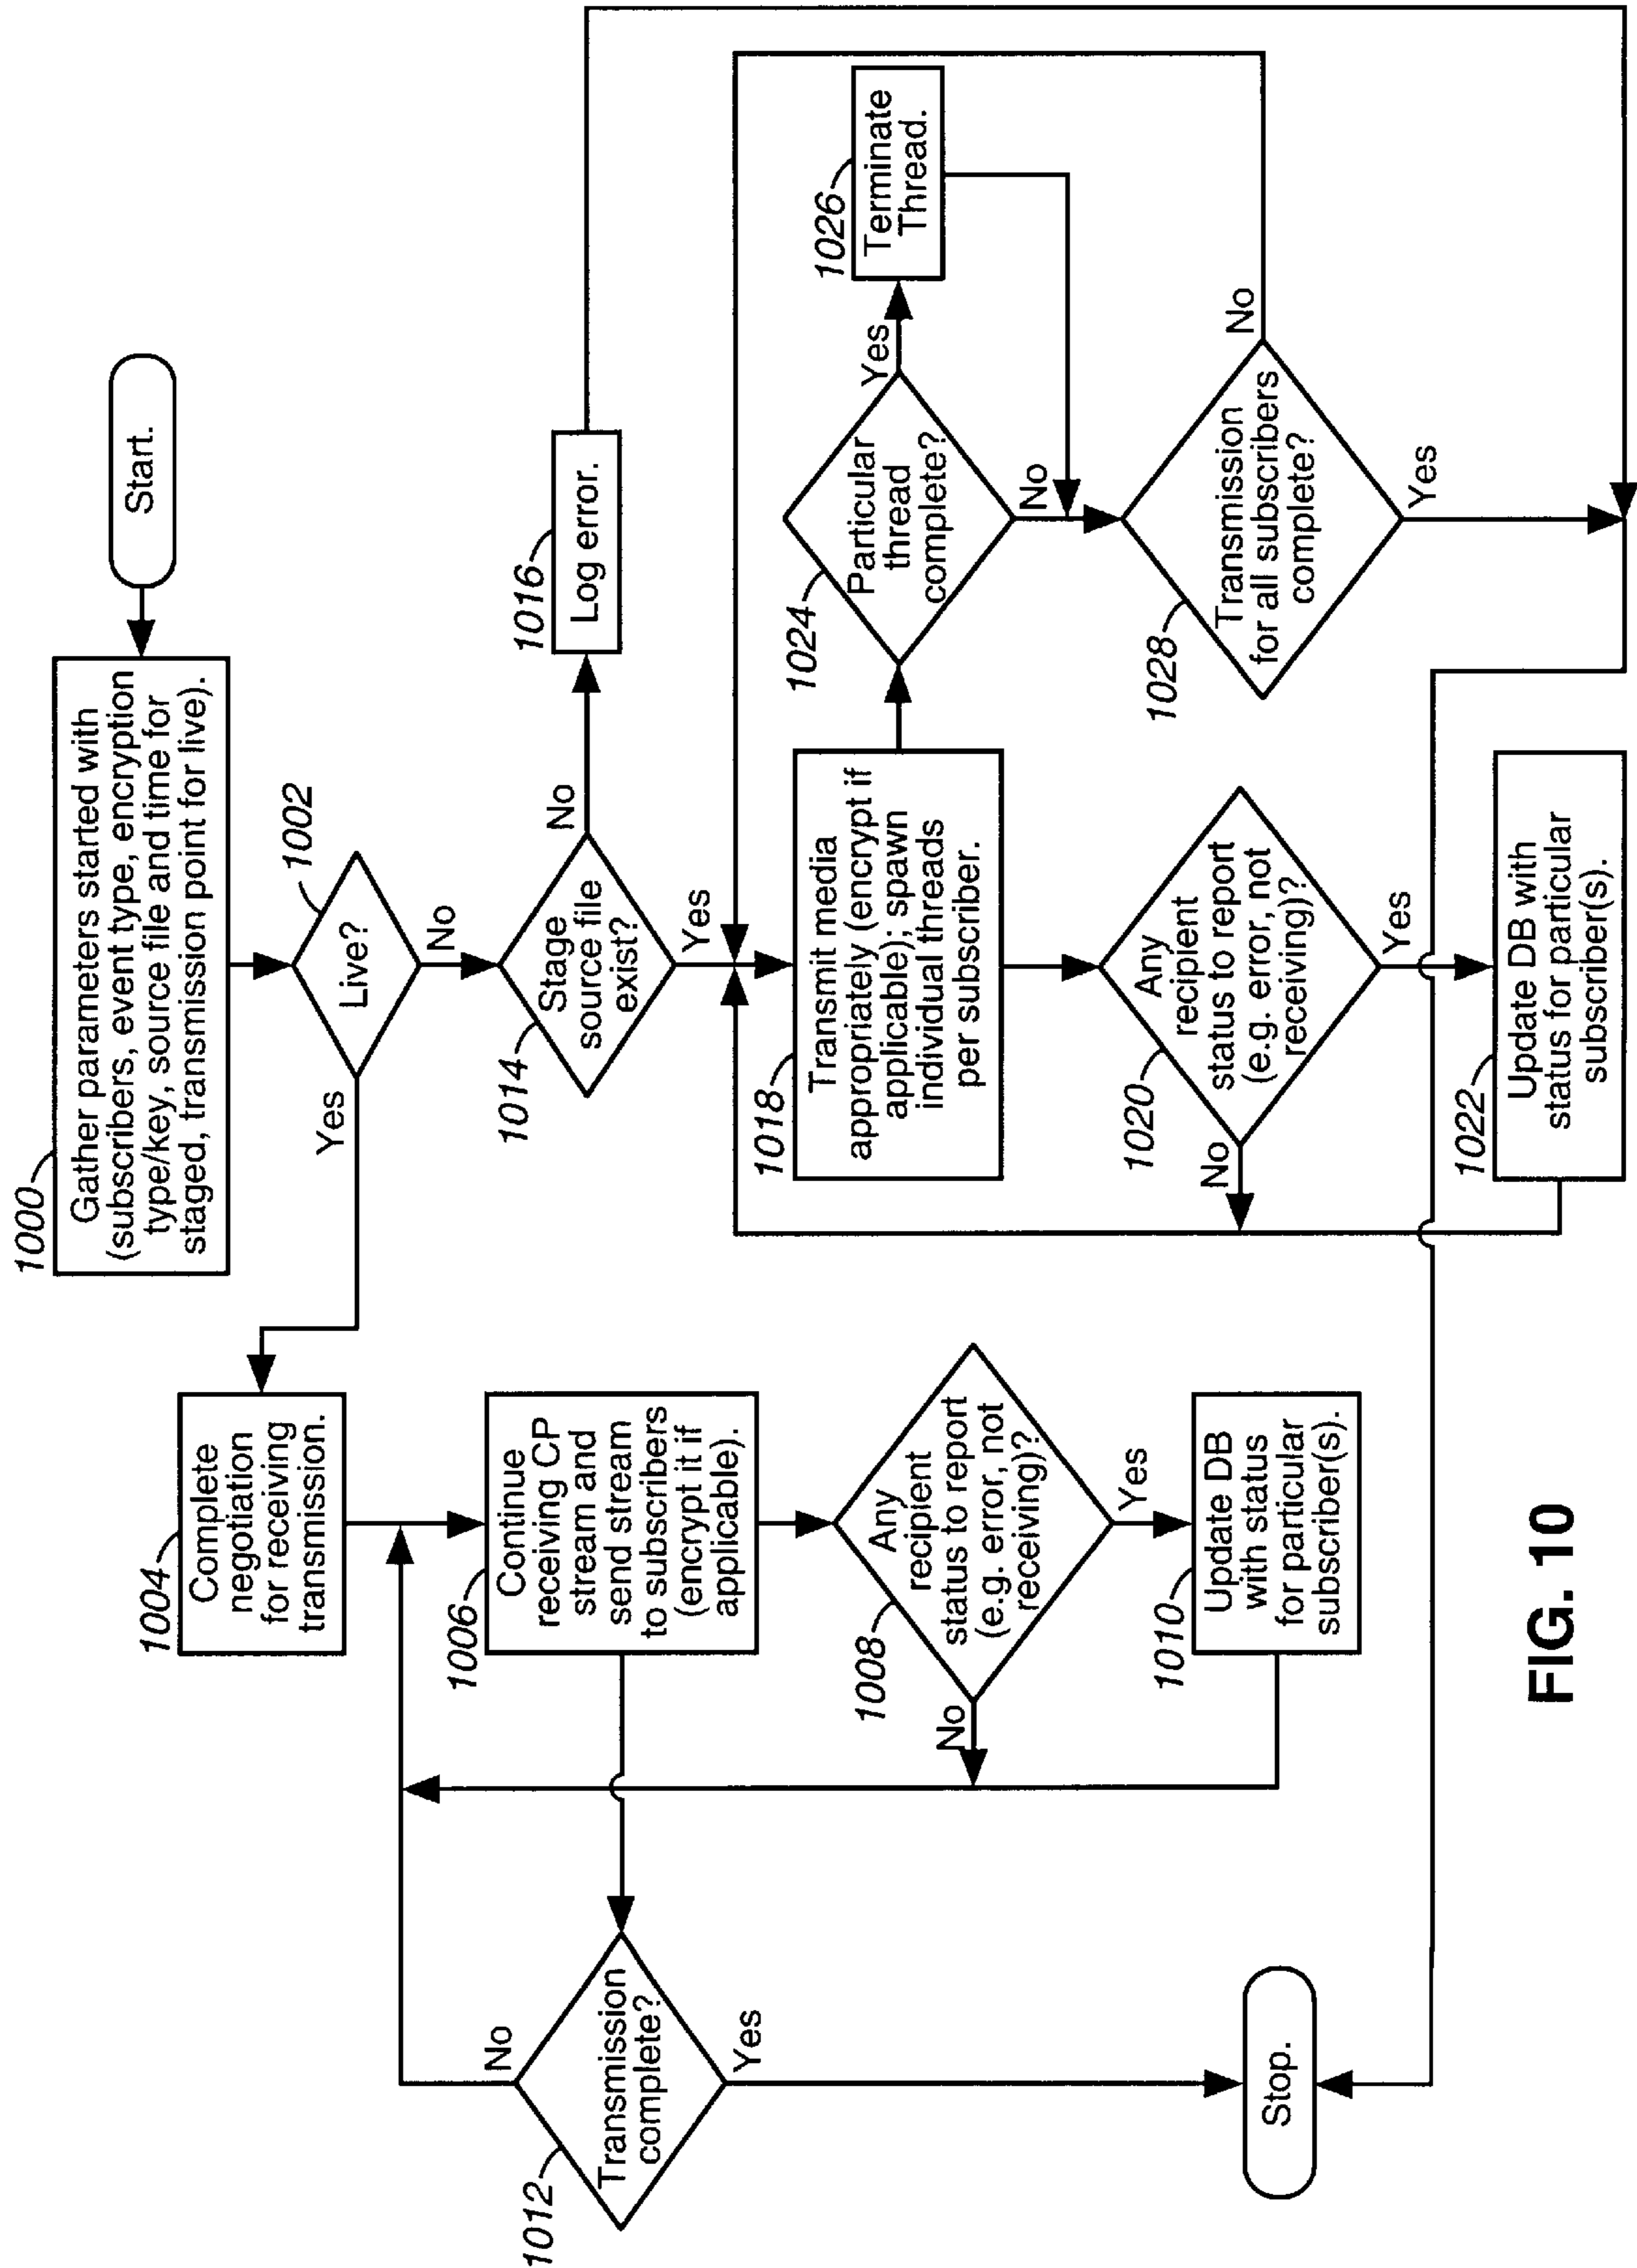 Start.
1000
Gather parameters started with
(subscribers, event type, encryption
type/key, source file and time for
staged, transmission point for live).
1002
Live?
Yes
No
1004
Complete
negotiation
for receiving
transmission.
1006
Continue
receiving CP
stream and
send stream
to subscribers
(encrypt it if
applicable).
1008
Any
recipient
status to report
(e.g. error, not
receiving)?
No
Yes
1010
Update DB
with status
for particular
subscriber(s).
1012
Transmission
complete?
No
Yes
Stop.
1014
Stage
source file
exist?
No
Yes
1016
Log error.
1018
Transmit media
appropriately (encrypt if
applicable); spawn
individual threads
per subscriber.
1020
Any
recipient
status to report
(e.g. error, not
receiving)?
No
Yes
1022
Update DB with
status for particular
subscriber(s).
1024
Particular
thread
complete?
Yes
No
1026
Terminate
Thread.
1028
Transmission
for all subscribers
complete?
No
Yes
FIG. 10